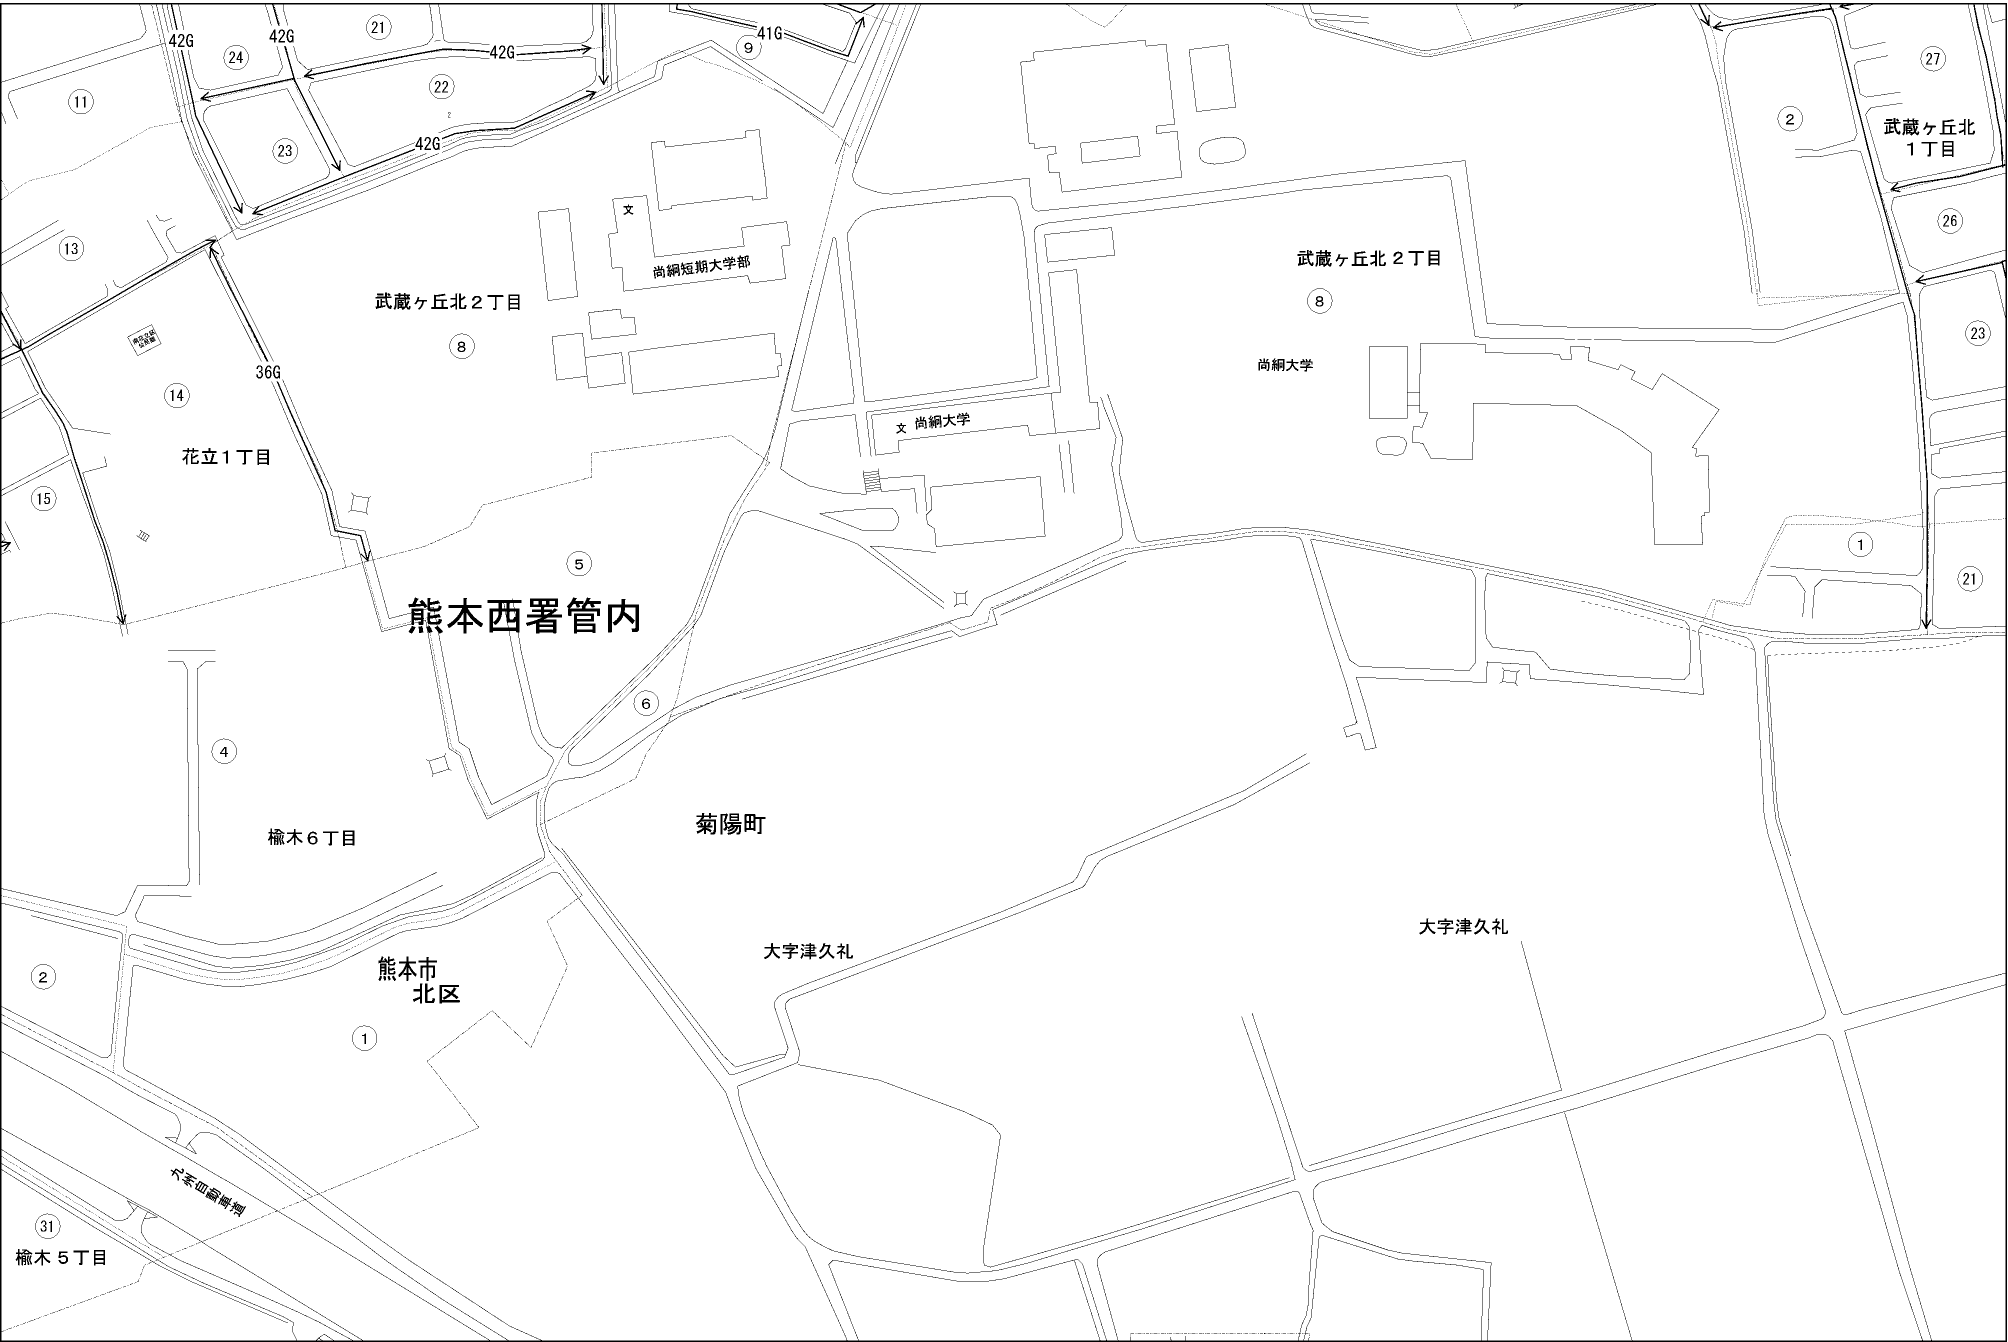 42G
42G
21
41G
9
24
42G
27
22
11
2
武蔵ヶ丘北
1丁目
42G
23
文
26
13
武蔵ヶ丘北２丁目
尚絅短期大学部
武蔵ヶ丘北２丁目
8
23
8
尚絅大学
36G
14
文 尚絅大学
花立１丁目
15
1
5
21
熊本西署管内
6
4
菊陽町
楡木６丁目
大字津久礼
大字津久礼
2
熊本市
北区
1
九州自動車道
31
楡木５丁目